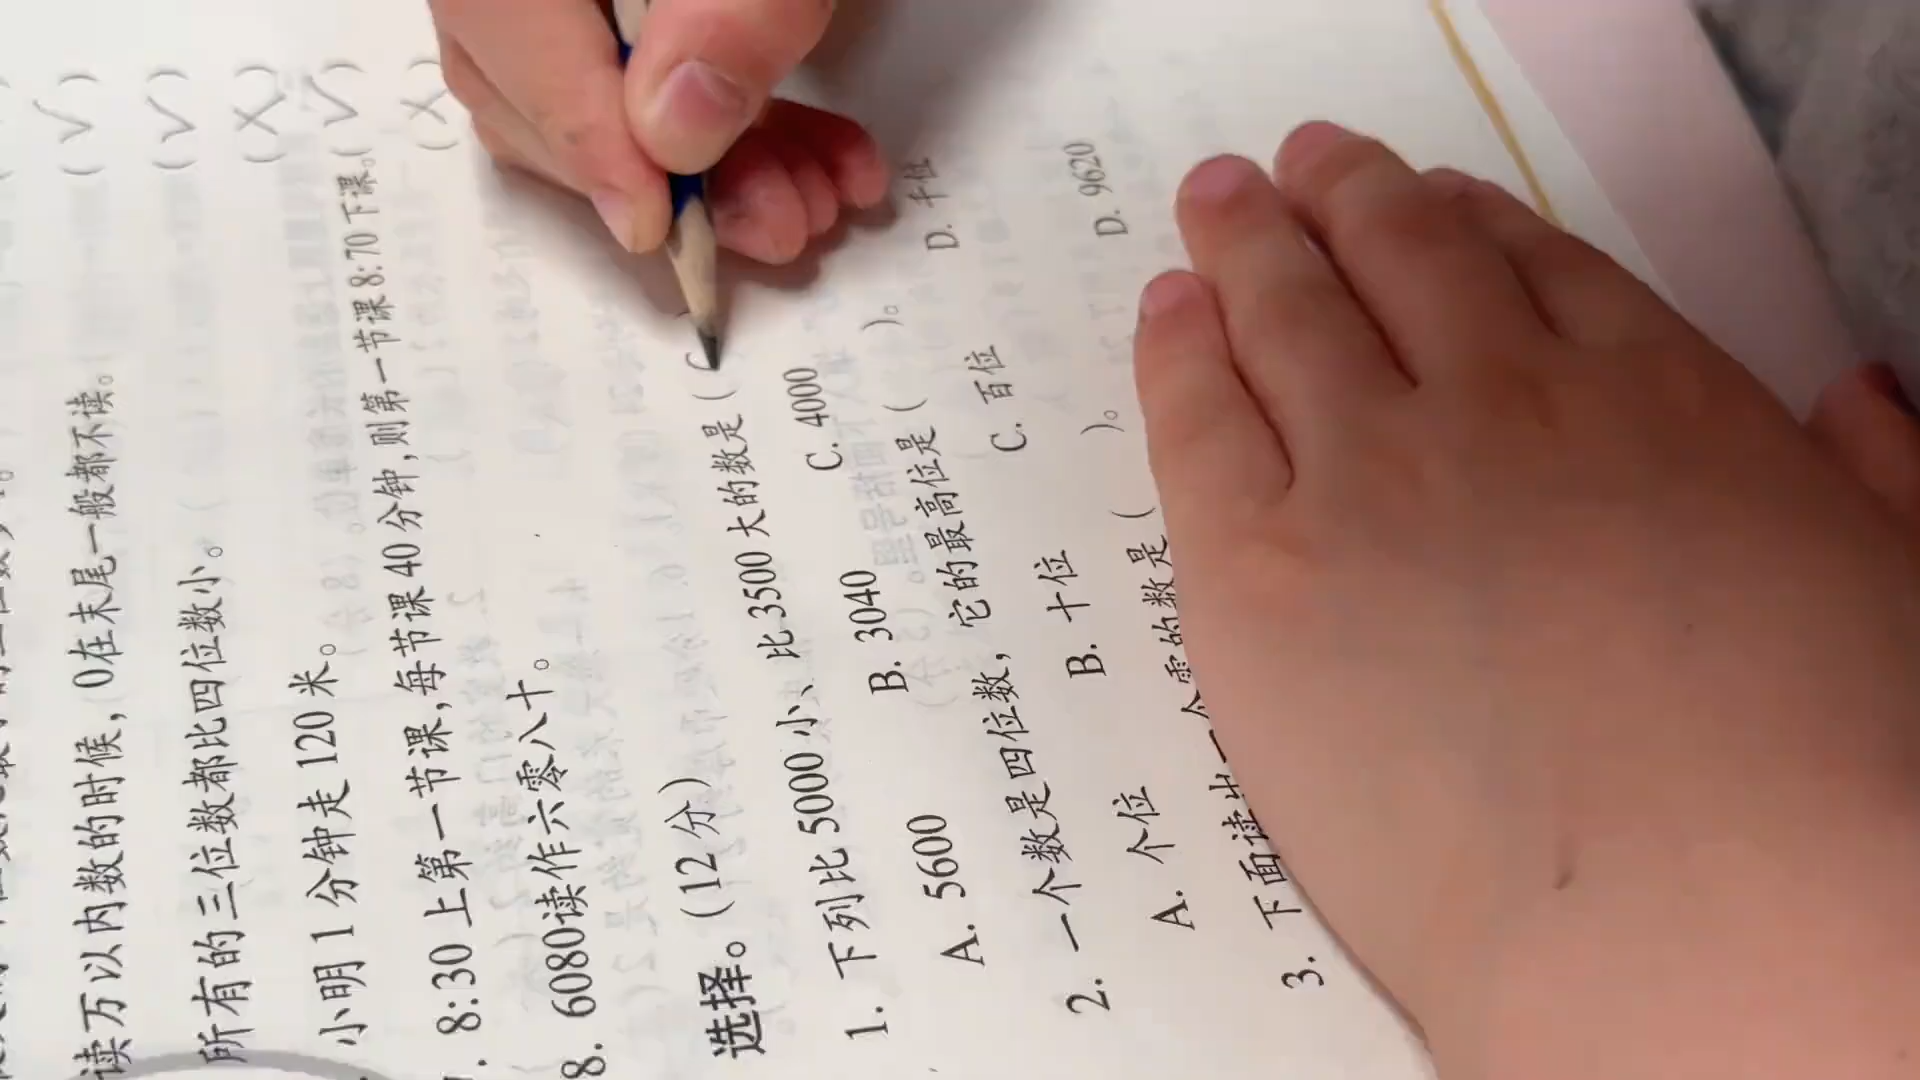 读万以内数的时候,0在末尾一般都不读。 (√)
所有的三位数都比四位数小。 (√)
小明1分钟走120米。 (X)
8:30上第一节课,每节课40分钟,则第一节课8:70下课。(√)
8. 6080读作六零八十。 (X)
选择。(12分)
1. 下列比5000小、比3500大的数是(
A. 5600 B. 3040 C. 4000
2. 一个数是四位数,它的最高位是( )。
A. 个位 B. 十位 C. 百位 D. 千位
3. 下面读出一个零的数是( )。
D. 9620